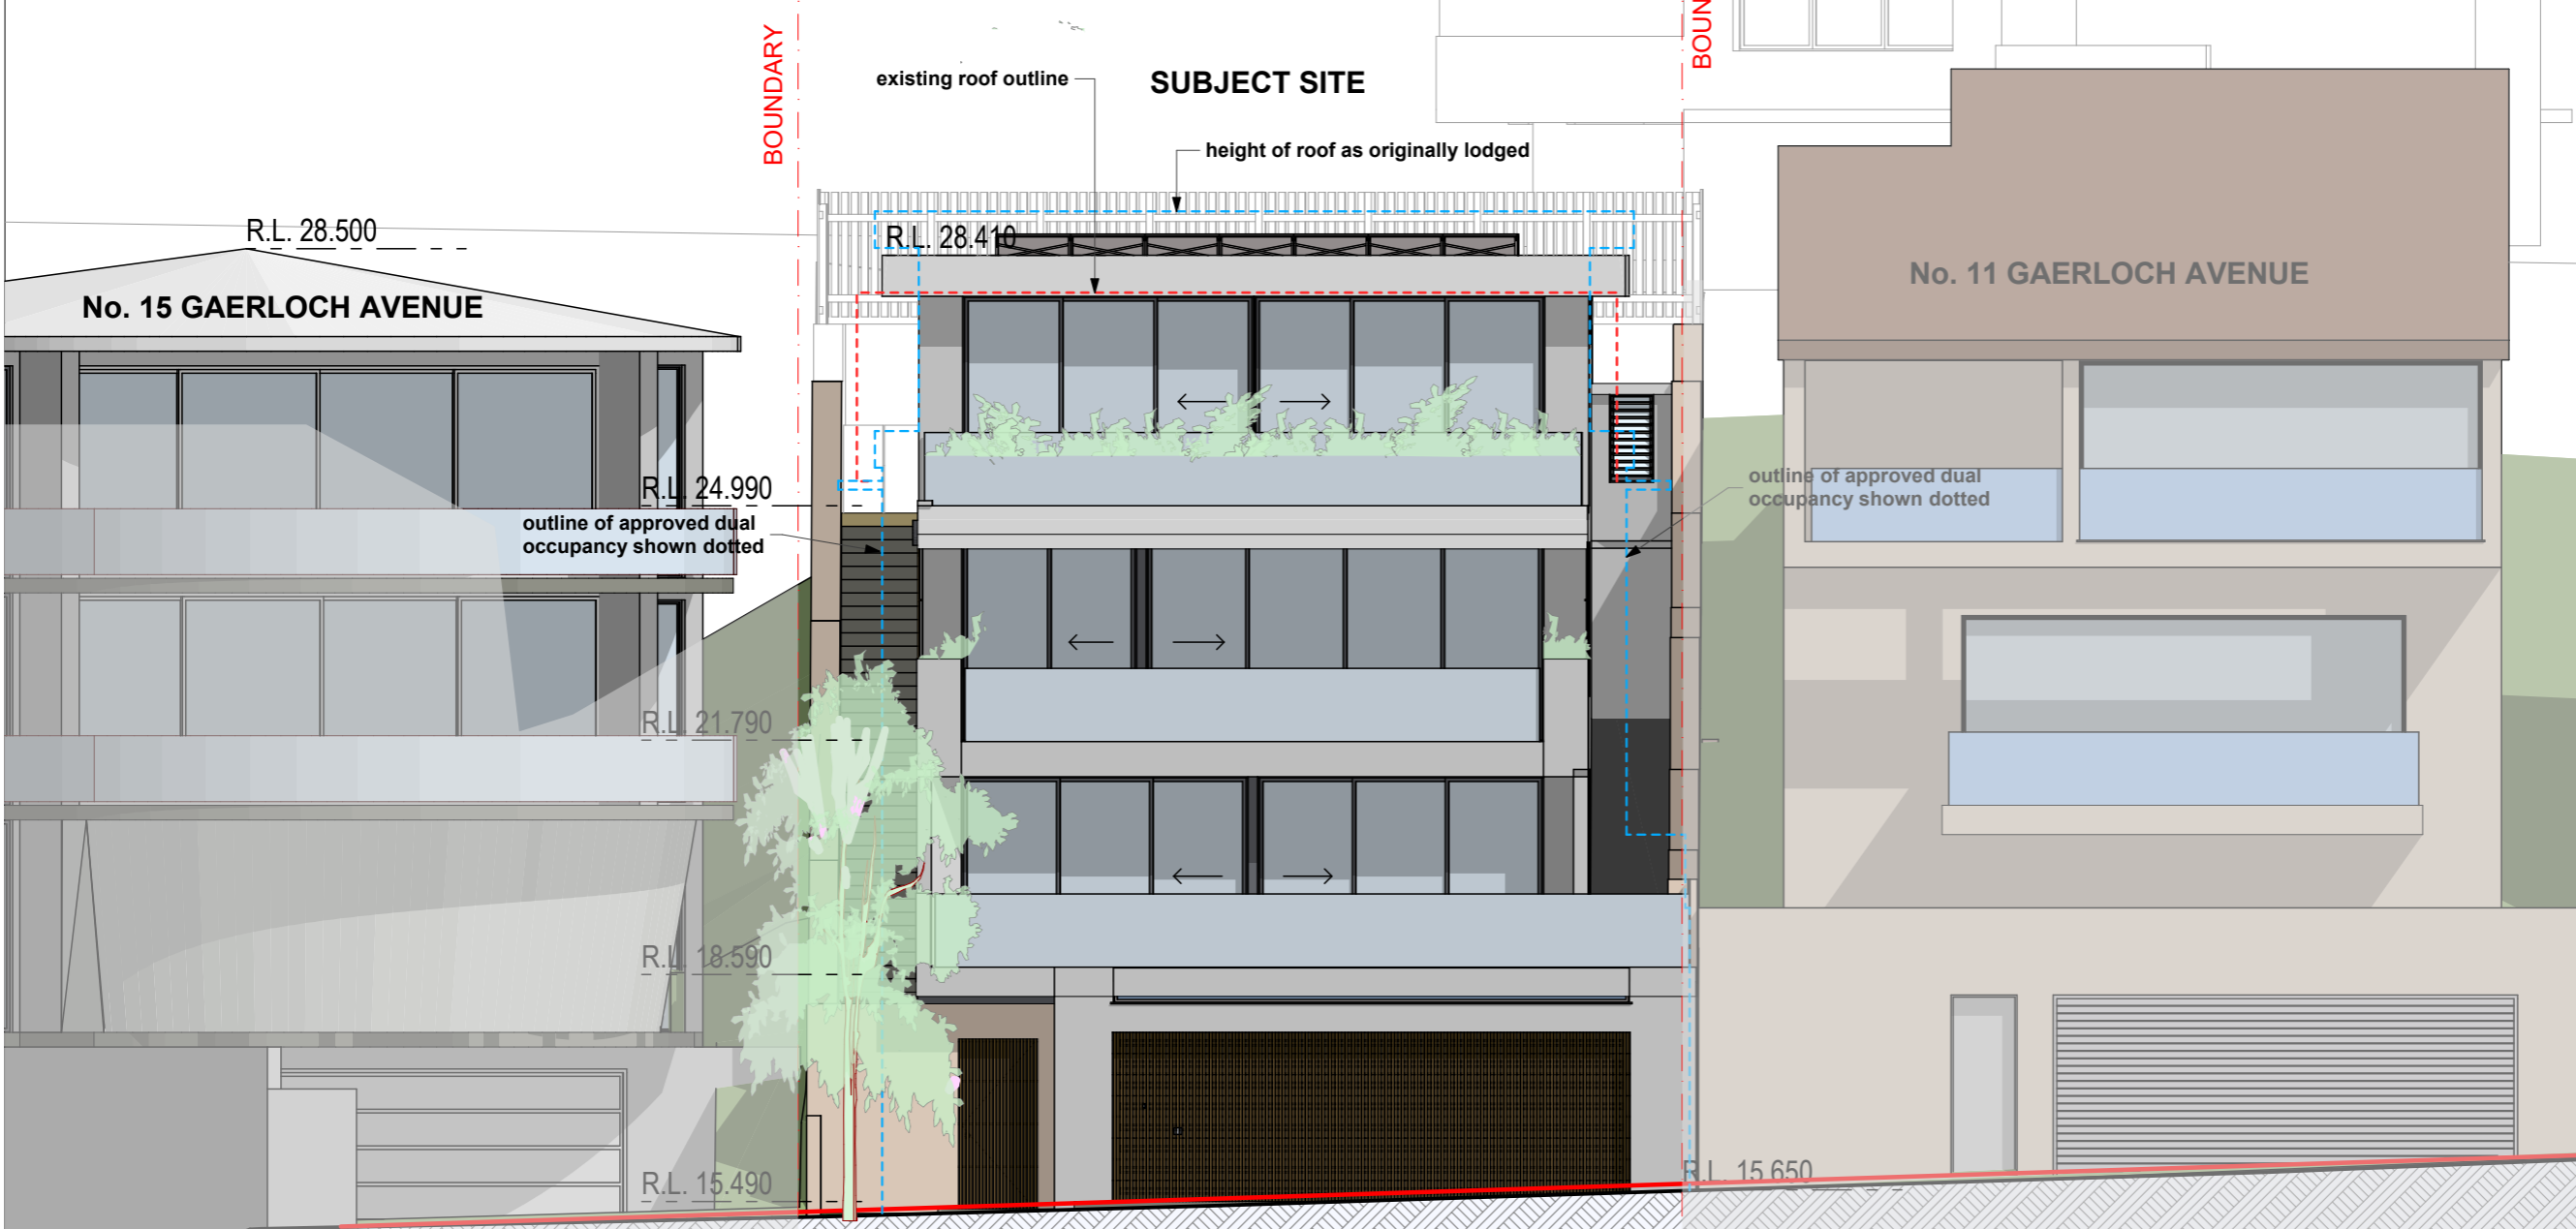 BOUNDARY
BOUN
existing roof outline
SUBJECT SITE
height of roof as originally lodged
R.L. 28.500
R.L. 28.410
No. 15 GAERLOCH AVENUE
No. 11 GAERLOCH AVENUE
R.L. 24.990
outline of approved dual
occupancy shown dotted
outline of approved dual
occupancy shown dotted
R.L. 21.790
R.L. 18.590
R.L. 15.490
R.L. 15.650